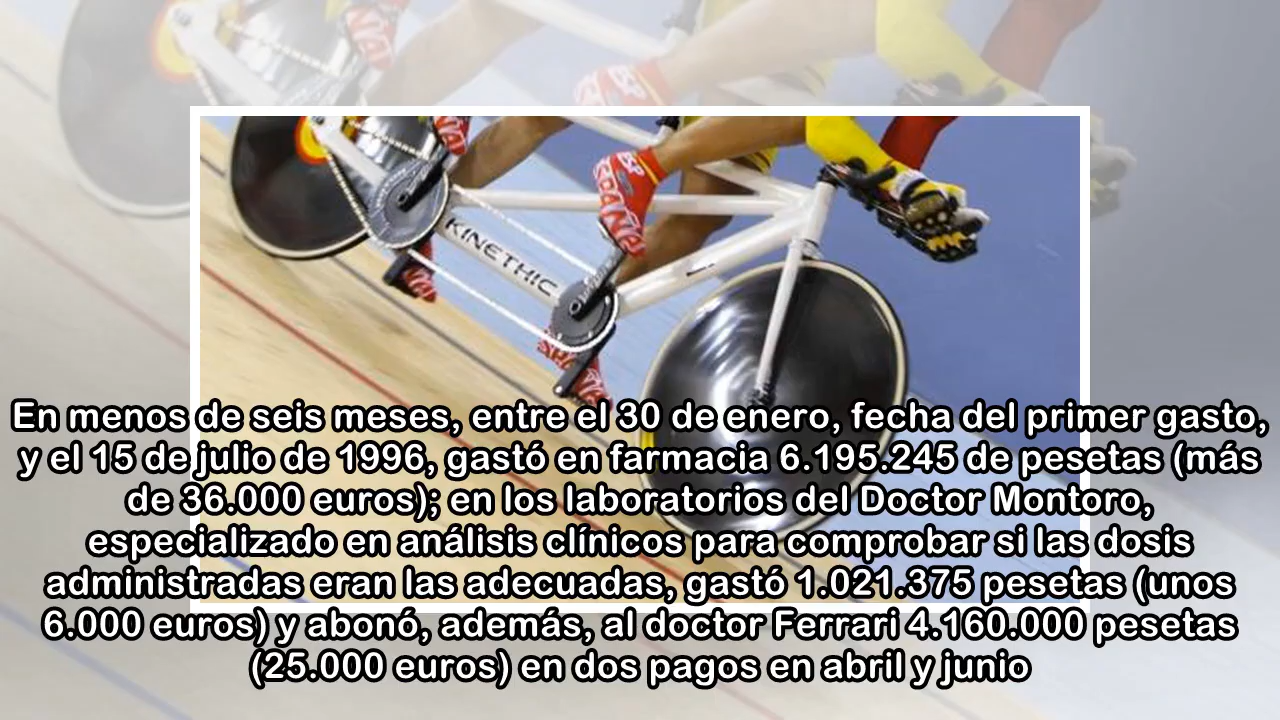 KINETHIC
ESP
ESPAÑA
En menos de seis meses, entre el 30 de enero, fecha del primer gasto,
y el 15 de julio de 1996, gastó en farmacia 6.195.245 de pesetas (más
de 36.000 euros); en los laboratorios del Doctor Montoro,
especializado en análisis clínicos para comprobar si las dosis
administradas eran las adecuadas, gastó 1.021.375 pesetas (unos
6.000 euros) y abonó, además, al doctor Ferrari 4.160.000 pesetas
(25.000 euros) en dos pagos en abril y junio